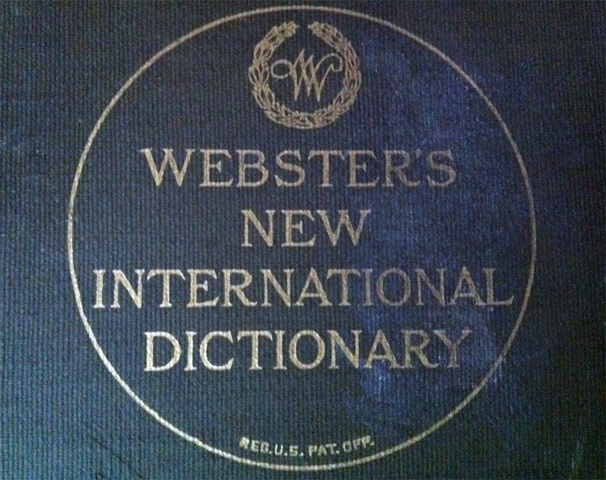 W
WEBSTER'S
NEW
INTERNATIONAL
DICTIONARY
REG. U.S. PAT. OFF.